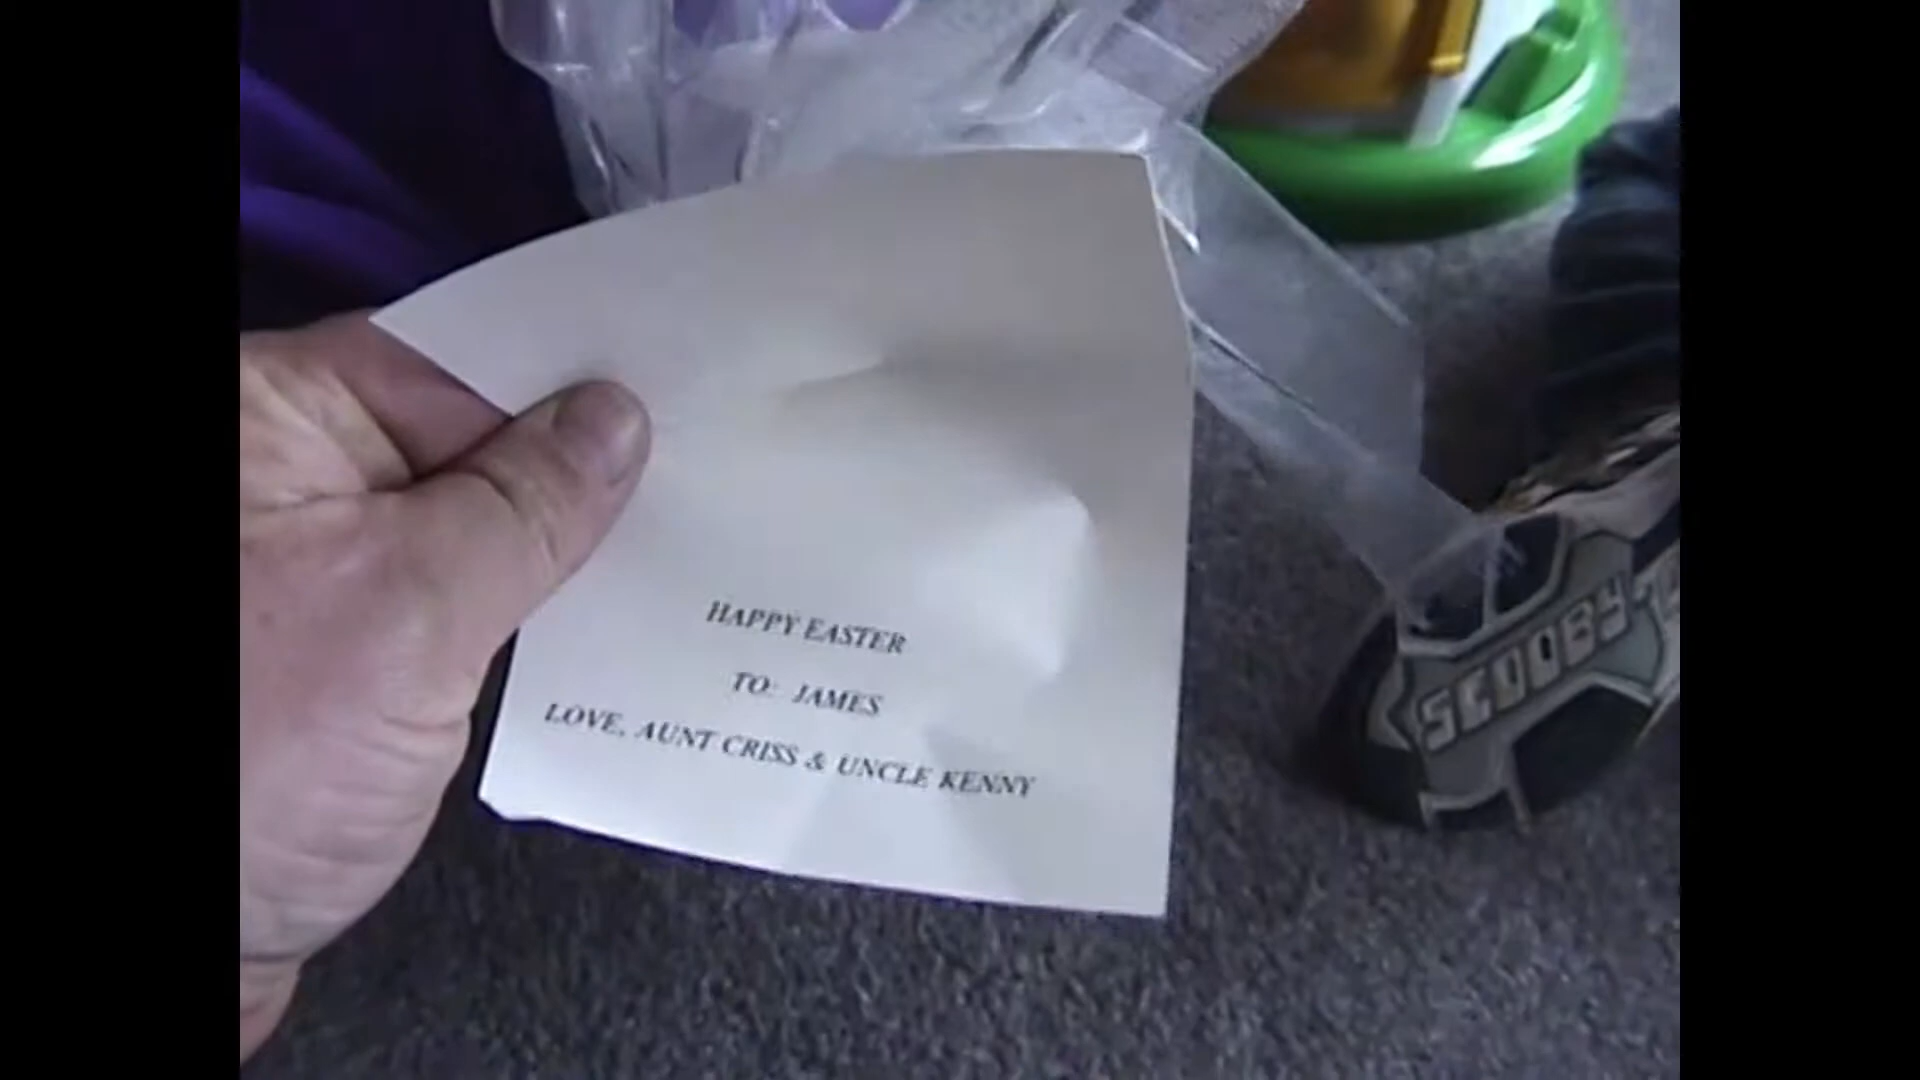 HAPPY EASTER
TO: JAMES
LOVE, AUNT CRISS & UNCLE KENNY
SCOOBY-